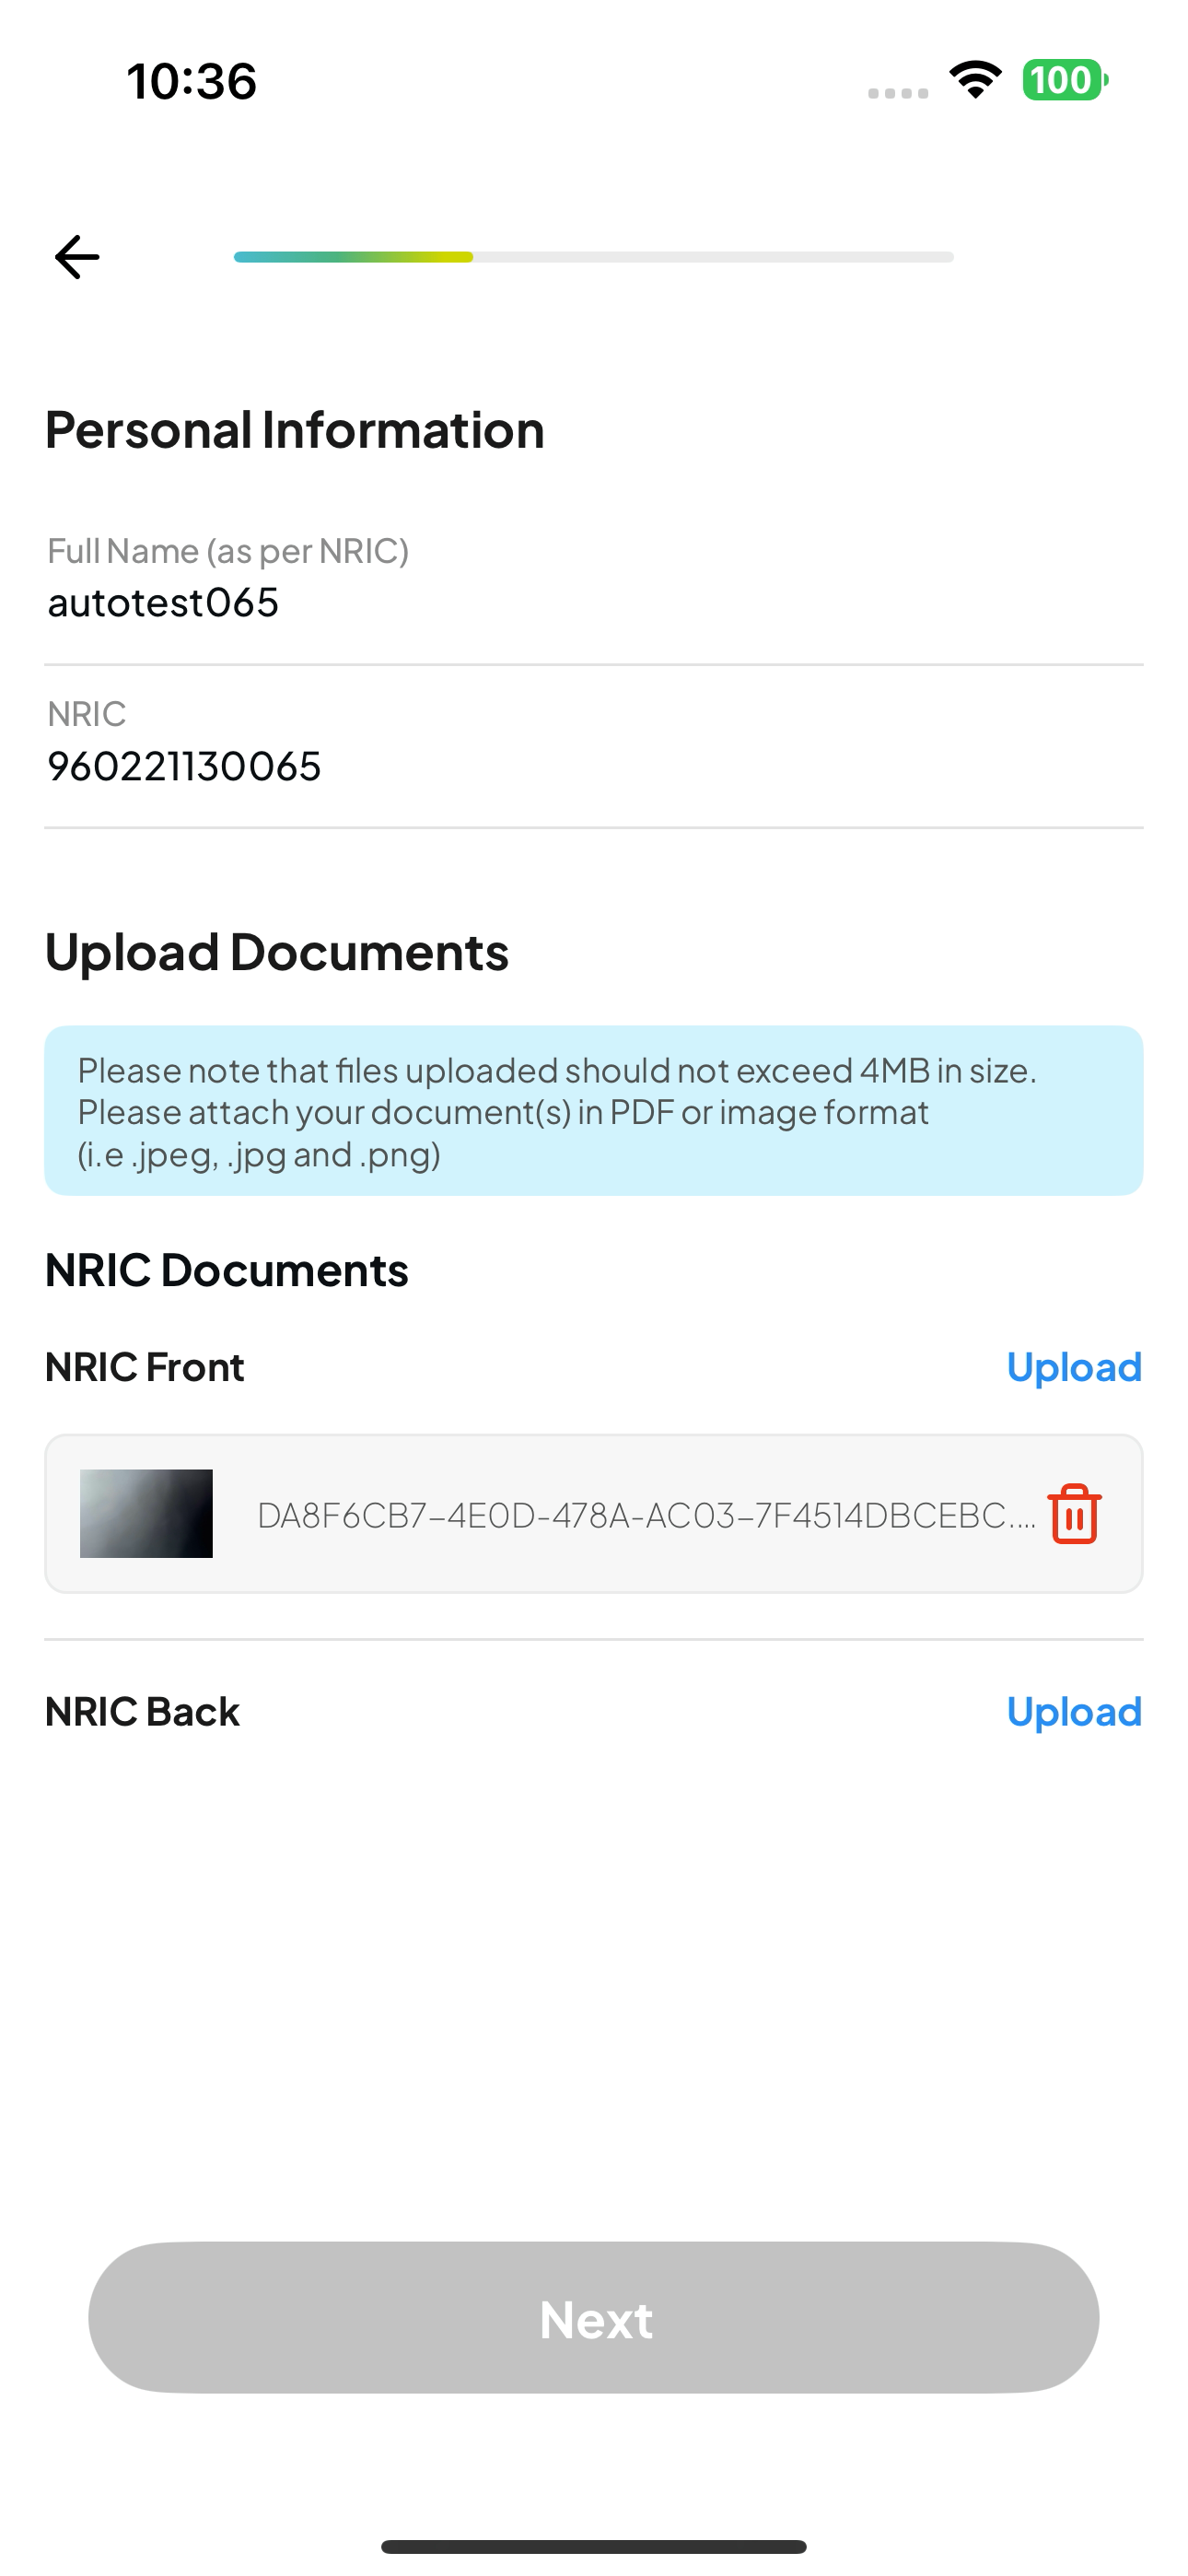 10:36
100
Personal Information
Full Name (as per NRIC)
autotest065
NRIC
960221130065
Upload Documents
Please note that files uploaded should not exceed 4MB in size.
Please attach your document(s) in PDF or image format
(i.e .jpeg, .jpg and .png)
NRIC Documents
NRIC Front
Upload
DA8F6CB7-4E0D-478A-AC03-7F4514DBCEBC....
NRIC Back
Upload
Next